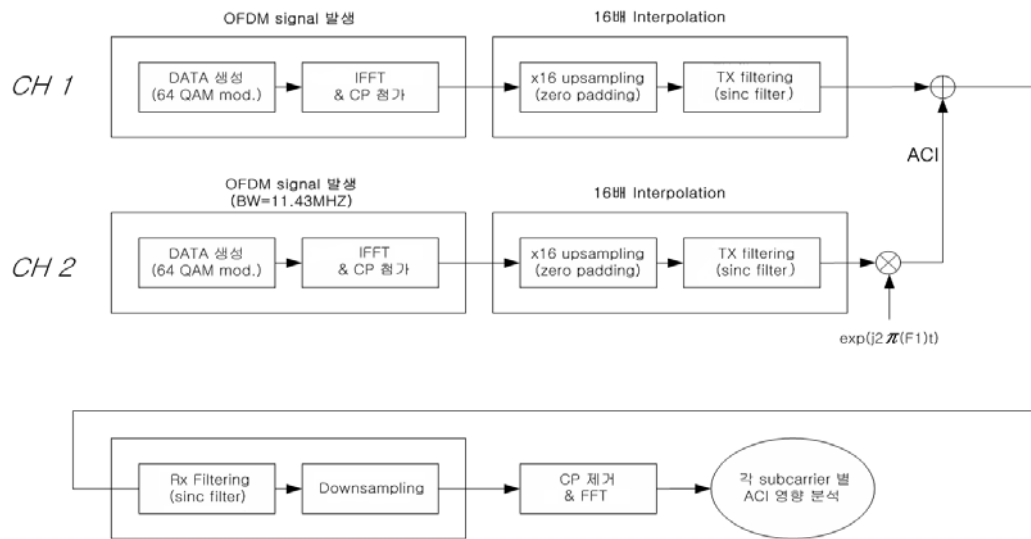 OFDM signal 발생
16배 Interpolation
CH 1
DATA 생성
(64 QAM mod.)
IFFT
& CP 첨가
x16 upsampling
(zero padding)
TX filtering
(sinc filter)
ACI
OFDM signal 발생
(BW=11.43MHZ)
16배 Interpolation
CH 2
DATA 생성
(64 QAM mod.)
IFFT
& CP 첨가
x16 upsampling
(zero padding)
TX filtering
(sinc filter)
exp(j2π(F1)t)
Rx Filtering
(sinc filter)
Downsampling
CP 제거
& FFT
각 subcarrier 별
ACI 영향 분석